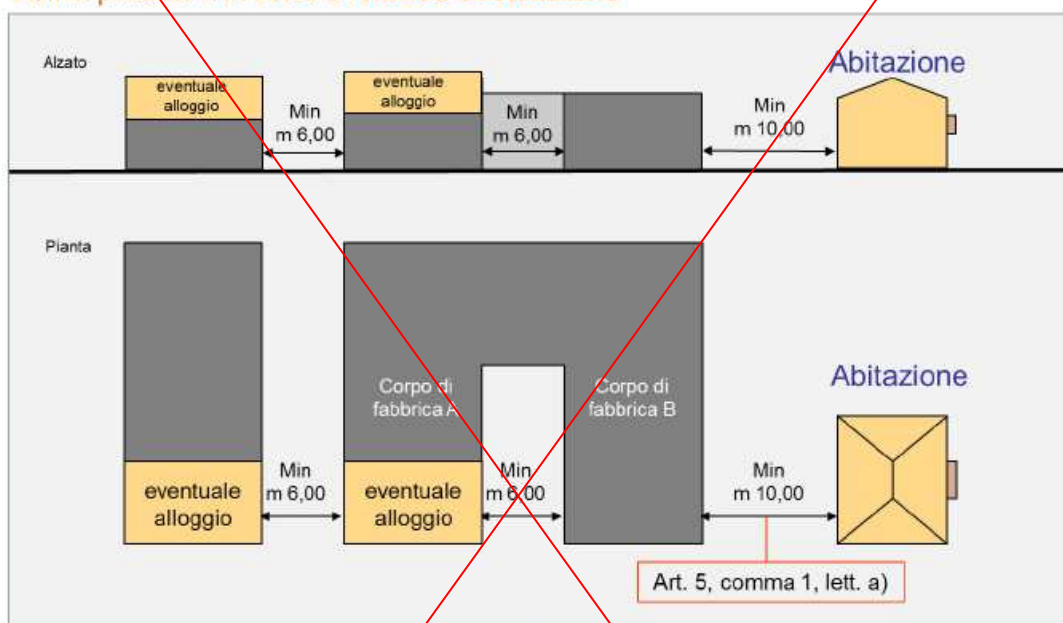 Alzato
eventuale
alloggio
Min
m 6,00
eventuale
alloggio
Min
m 6,00
Min
m 10,00
Abitazione
Pianta
Corpo di
fabbrica A
Corpo di
fabbrica B
Abitazione
eventuale
alloggio
Min
m 6,00
eventuale
alloggio
Min
m 6,00
Min
m 10,00
Art. 5, comma 1, lett. a)